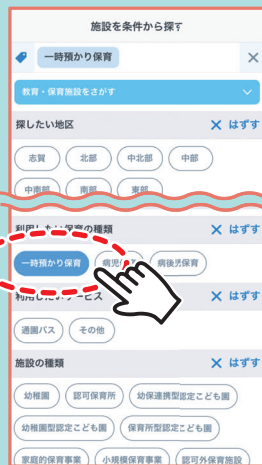 施設を条件から探す
一時預かり保育 ×
教育・保育施設をさがす
探したい地区 × はずす
志賀 北部 中北部 中部
中南部 南部 東部
利用したい保育の種類 × はずす
一時預かり保育 病児保育 病後児保育
利用したいサービス × はずす
通園バス その他
施設の種類 × はずす
幼稚園 認可保育所 幼保連携型認定こども園
幼稚園型認定こども園 保育所型認定こども園
家庭的保育事業 小規模保育事業 認可外保育施設